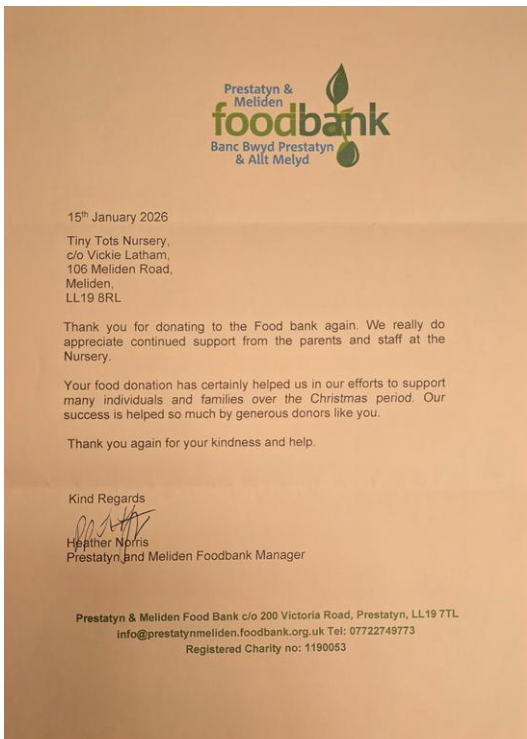 Prestatyn &
Meliden
foodbank
Banc Bwyd Prestatyn
& Allt Melyd
15th January 2026
Tiny Tots Nursery,
c/o Vickie Latham,
106 Meliden Road,
Meliden,
LL19 8RL
Thank you for donating to the Food bank again. We really do
appreciate continued support from the parents and staff at the
Nursery.
Your food donation has certainly helped us in our efforts to support
many individuals and families over the Christmas period. Our
success is helped so much by generous donors like you.
Thank you again for your kindness and help.
Kind Regards
Heather Norris
Prestatyn and Meliden Foodbank Manager
Prestatyn & Meliden Food Bank c/o 200 Victoria Road, Prestatyn, LL19 7TL
info@prestatynmeliden.foodbank.org.uk Tel: 07722749773
Registered Charity no: 1190053